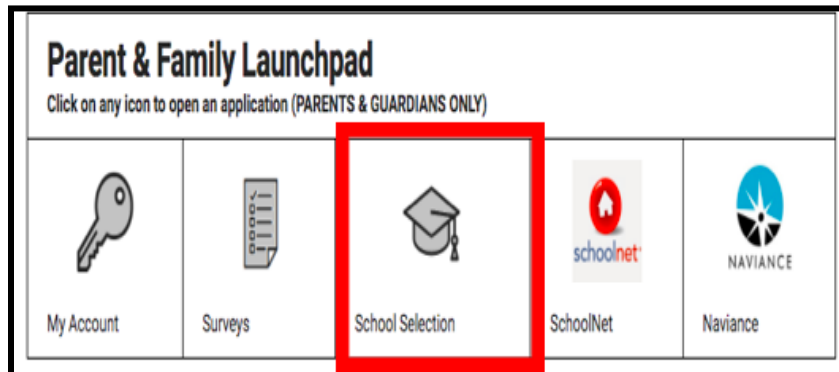 Parent & Family Launchpad
Click on any icon to open an application (PARENTS & GUARDIANS ONLY)
schoolnet
NAVIANCE
My Account
Surveys
School Selection
SchoolNet
Naviance